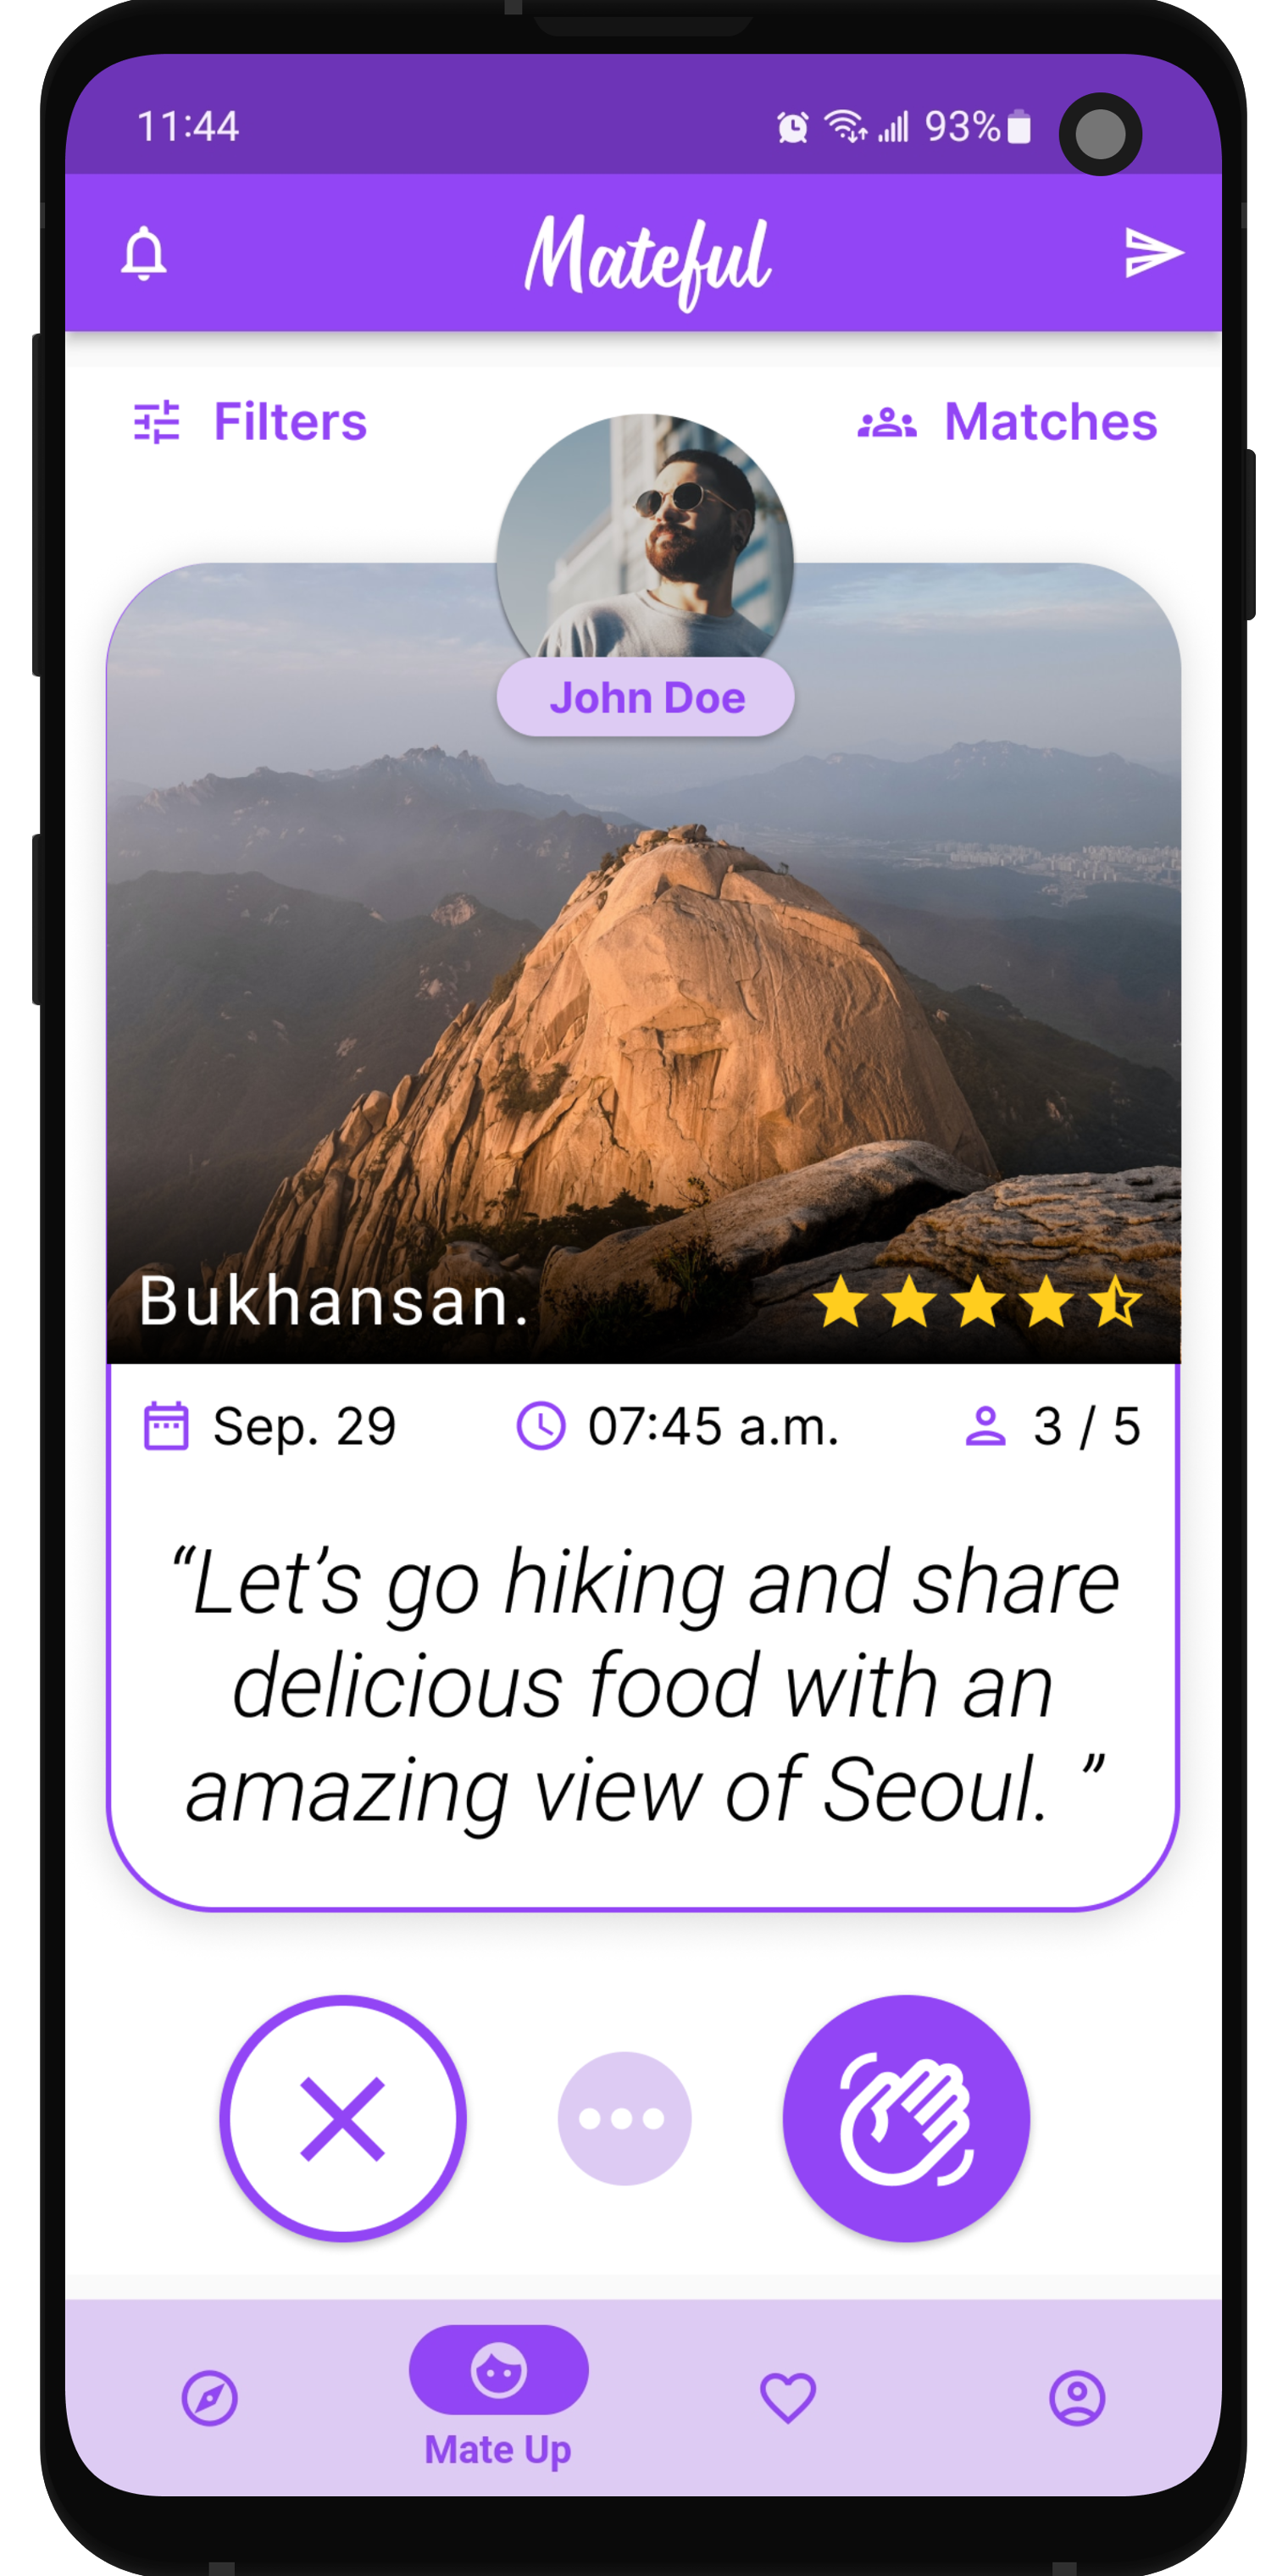 11:44
93%
Mateful
Filters
Matches
John Doe
Bukhansan.
Sep. 29
07:45 a.m.
3 / 5
“Let’s go hiking and share
delicious food with an
amazing view of Seoul. ”
Mate Up